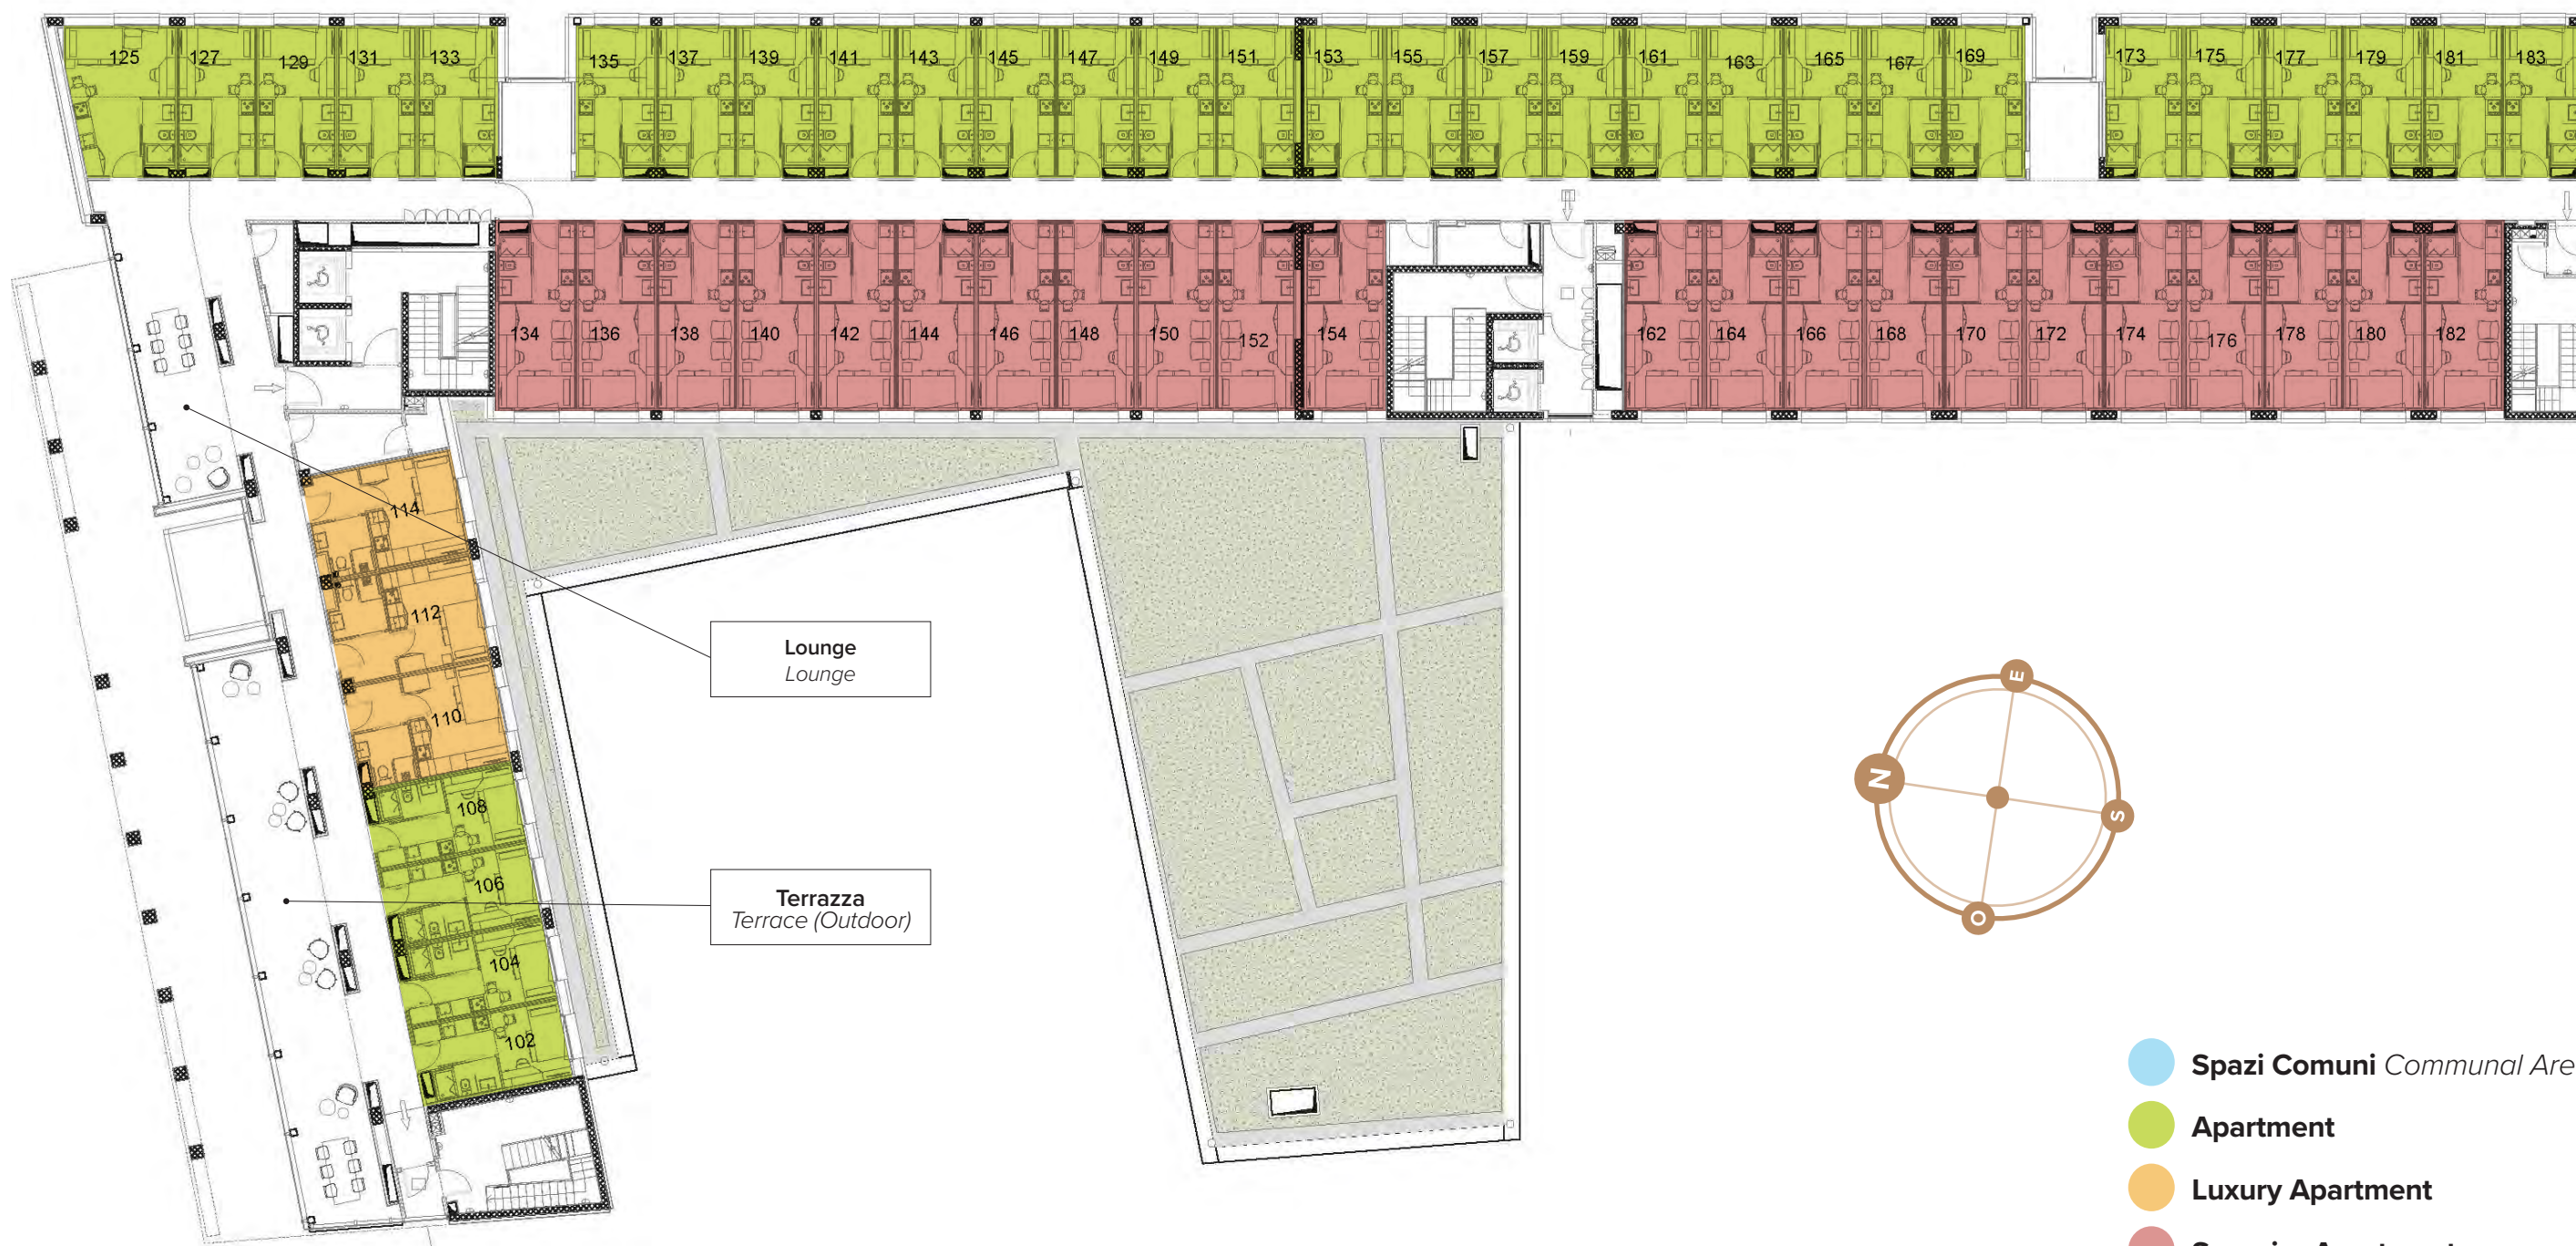 125 127 129 131 133 135 137 139 141 143 145 147 149 151 153 155 157 159 161 163 165 167 169 173 175 177 179 181 183
134 136 138 140 142 144 146 148 150 152 154 162 164 166 168 170 172 174 176 178 180 182
114
112
110
108
106
104
102
Lounge
Lounge
Terrazza
Terrace (Outdoor)
E
N
S
O
Spazi Comuni Communal Are
Apartment
Luxury Apartment